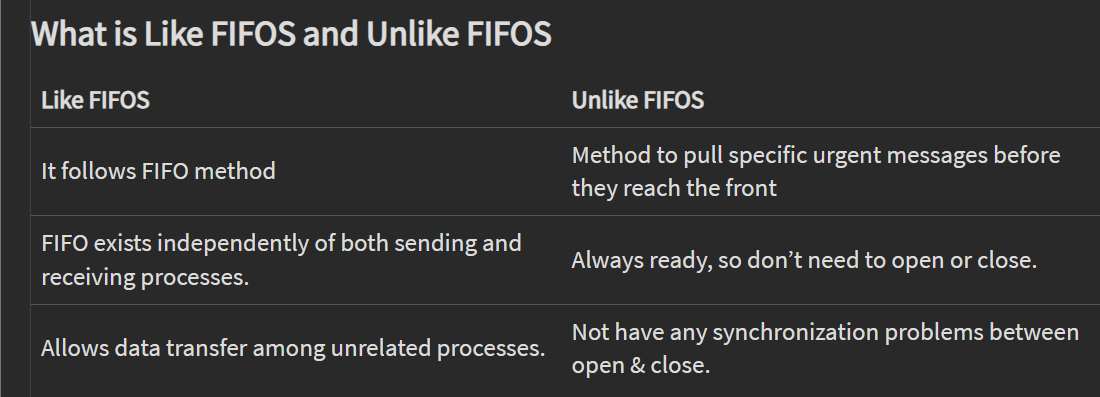 What is Like FIFOS and Unlike FIFOS
Like FIFOS
Unlike FIFOS
It follows FIFO method
Method to pull specific urgent messages before
they reach the front
FIFO exists independently of both sending and
receiving processes.
Always ready, so don’t need to open or close.
Allows data transfer among unrelated processes.
Not have any synchronization problems between
open & close.